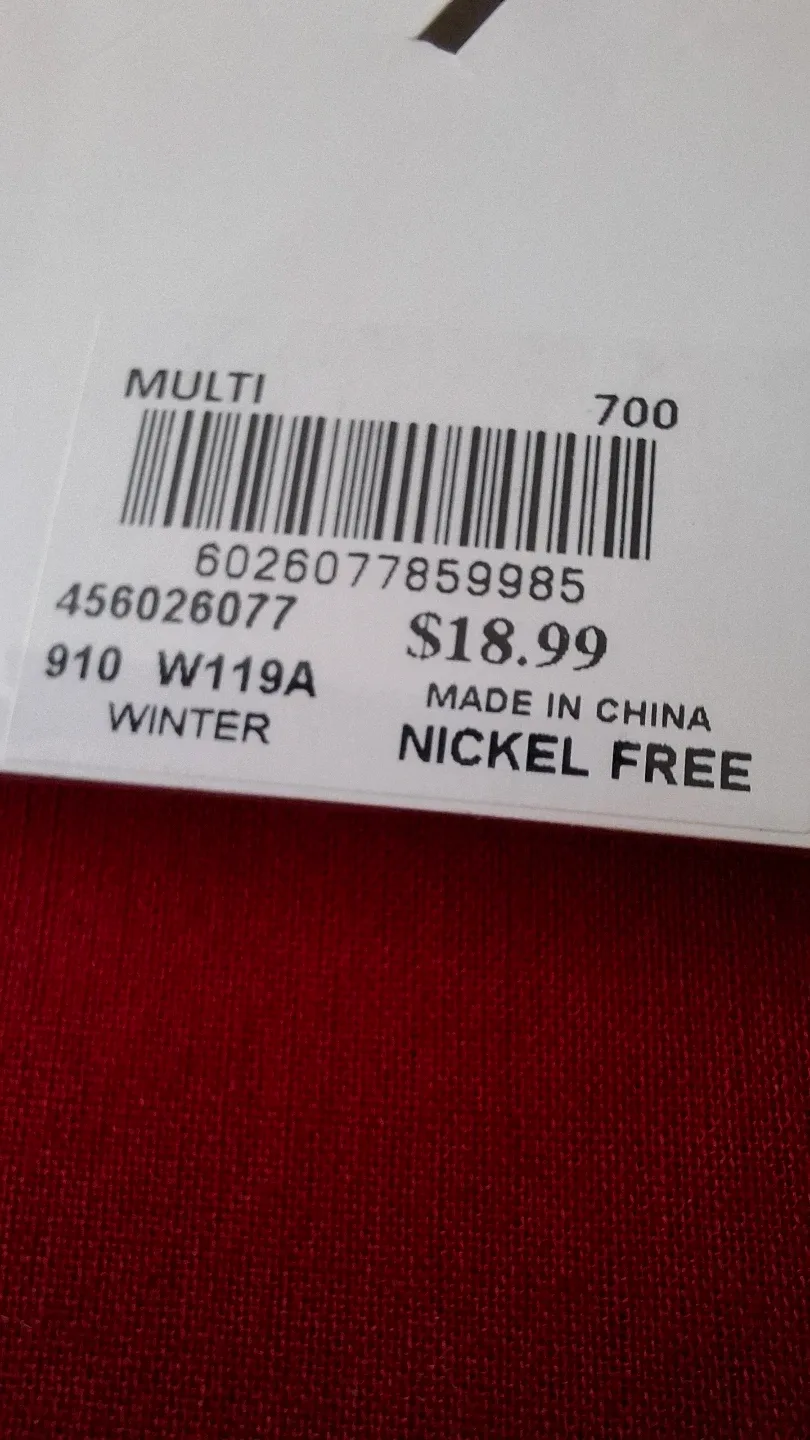 MULTI 700
6026077859985
456026077 $18.99
910 W119A MADE IN CHINA
WINTER NICKEL FREE